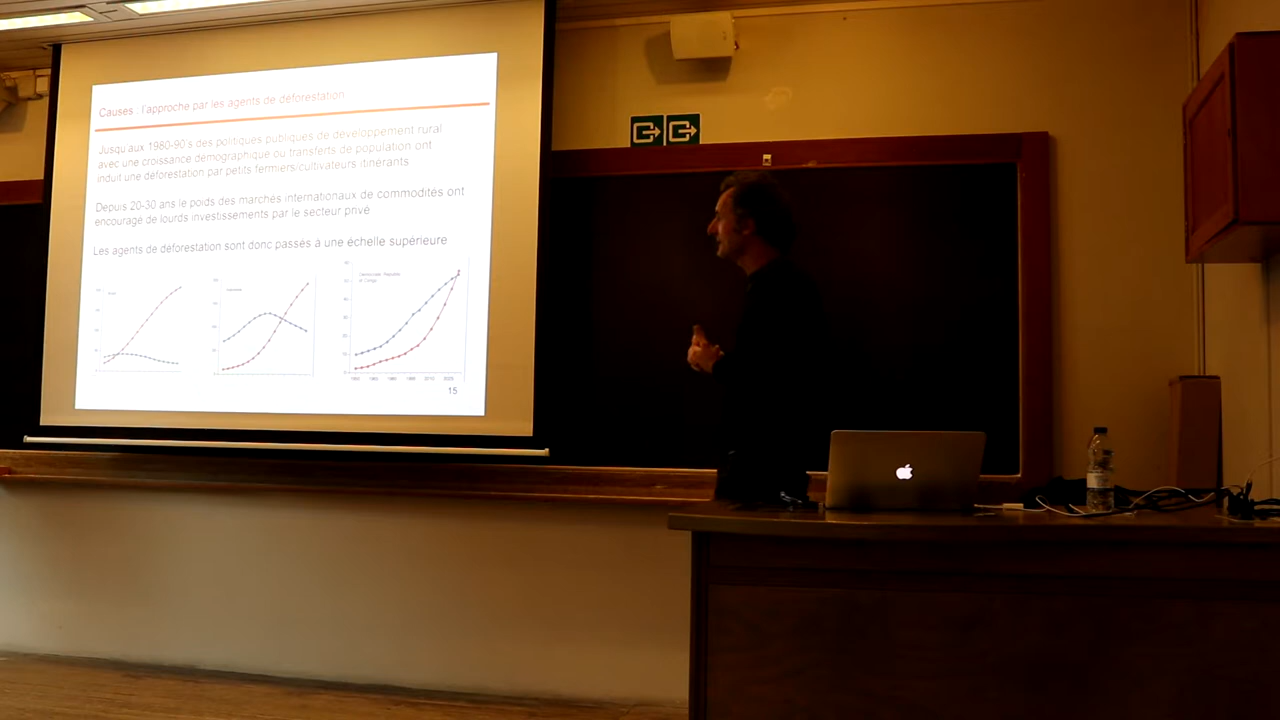 Causes : l'approche par les agents de déforestation
Jusqu'aux 1980-90's des politiques publiques de développement rural
avec une croissance démographique ou transferts de population ont
induit une déforestation par petits fermiers/cultivateurs itinérants
Depuis 20-30 ans le poids des marchés internationaux de commodités ont
encouragé de lourds investissements par le secteur privé
Les agents de déforestation sont donc passés à une échelle supérieure
15